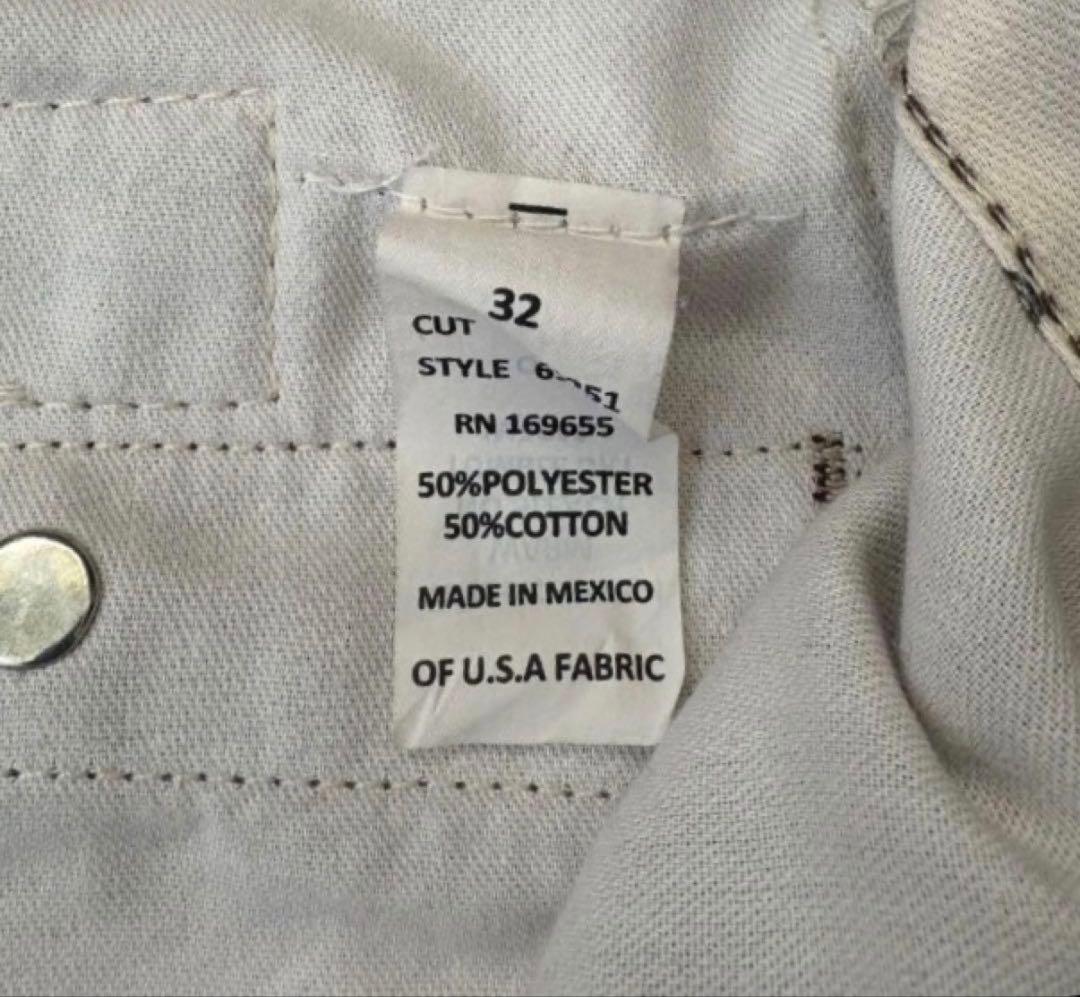 CUT 32
STYLE
RN 169655
50%POLYESTER
50%COTTON
MADE IN MEXICO
OF U.S.A FABRIC